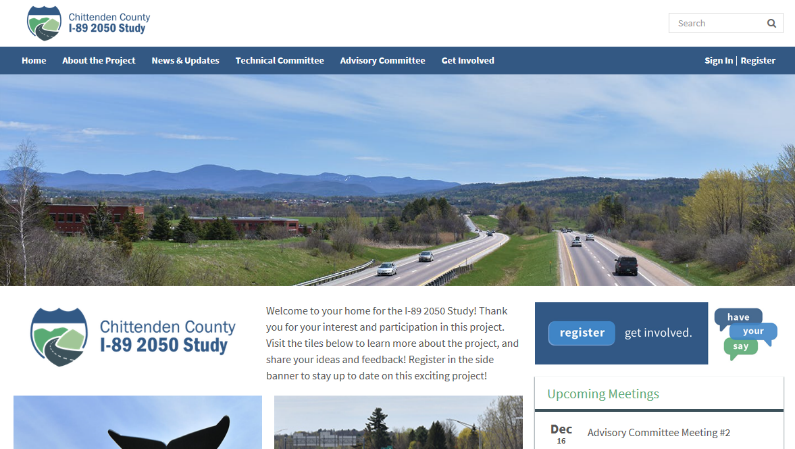 Chittenden County
I-89 2050 Study
Search
Home About the Project News & Updates Technical Committee Advisory Committee Get Involved Sign In | Register
Chittenden County
I-89 2050 Study
Welcome to your home for the I-89 2050 Study! Thank
you for your interest and participation in this project.
Visit the tiles below to learn more about the project, and
share your ideas and feedback! Register in the side
banner to stay up to date on this exciting project!
register get involved.
have
your
say
Upcoming Meetings
Dec
16
Advisory Committee Meeting #2